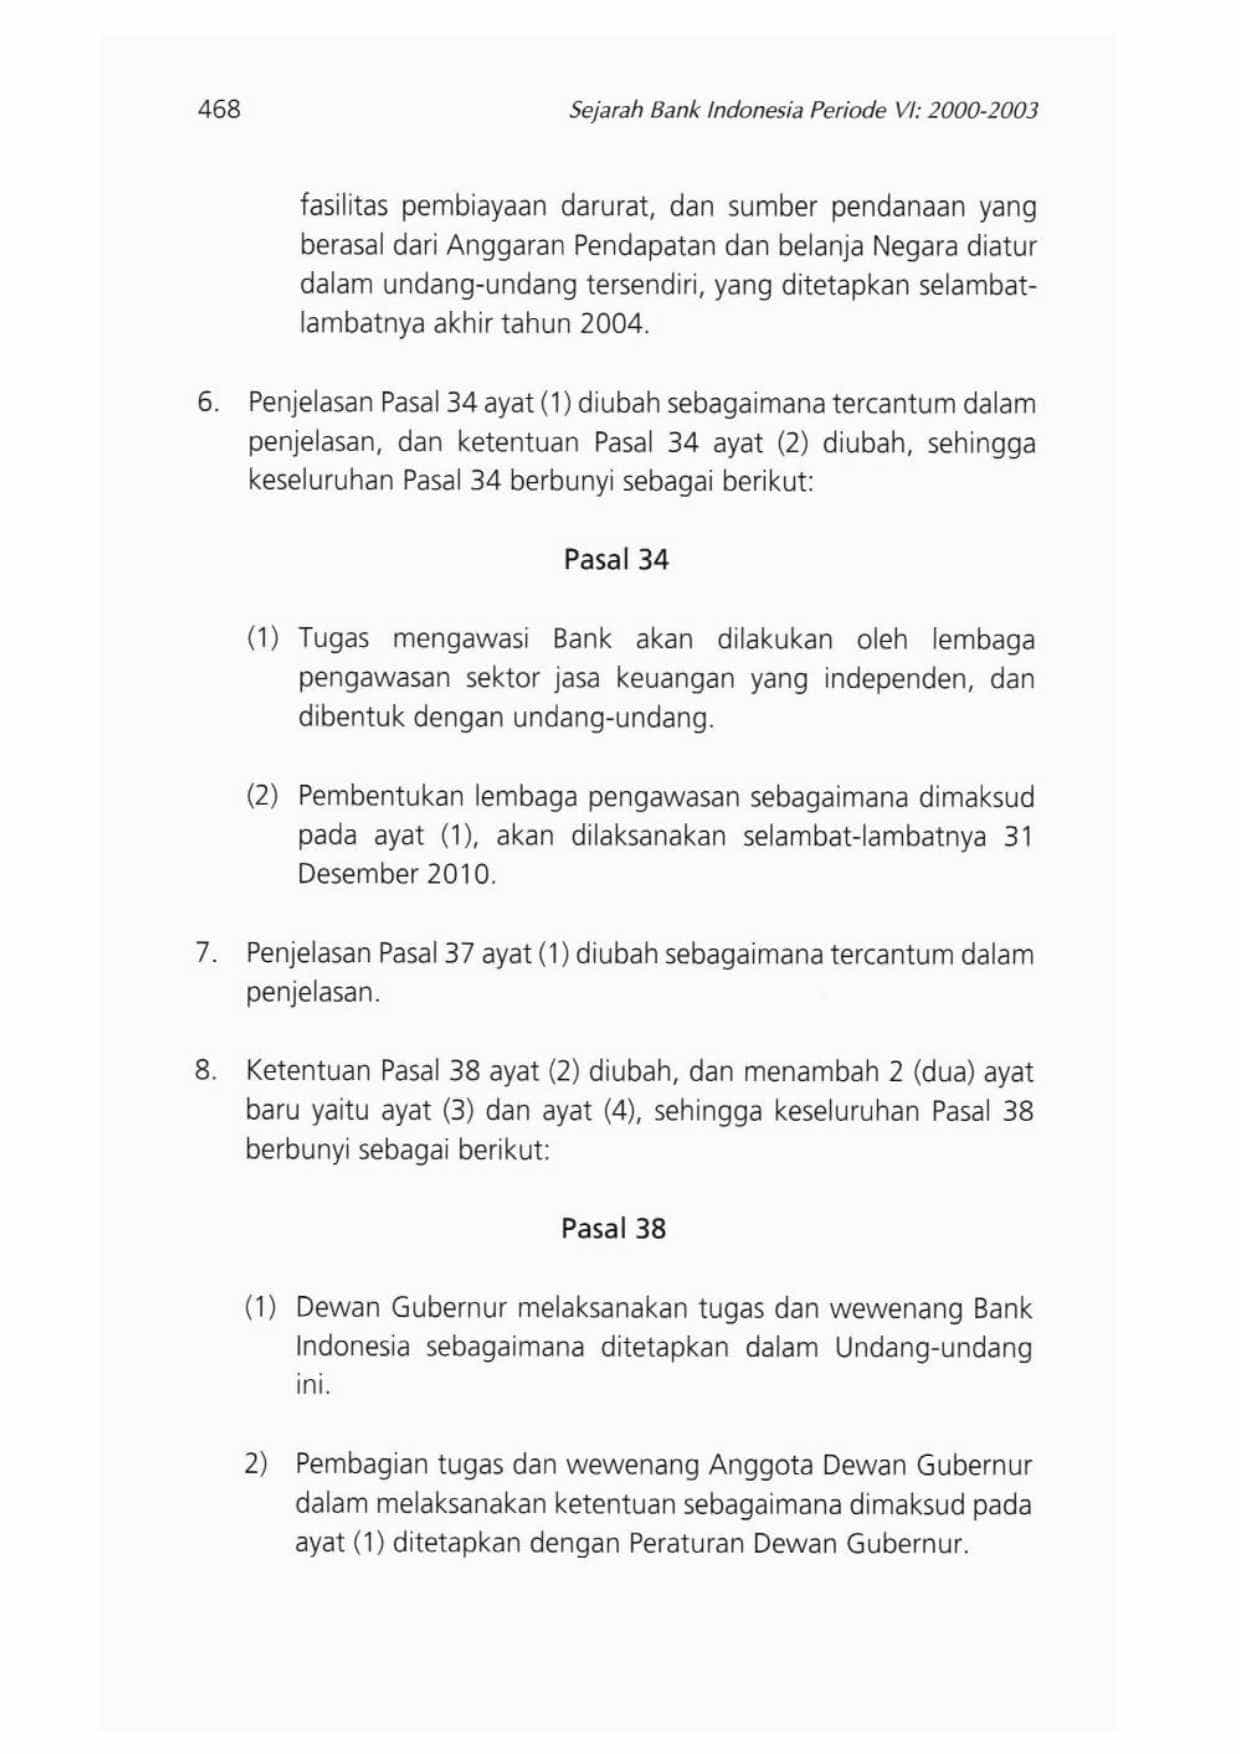 468
Sejarah Bank Indonesia Periode VI: 2000-2003
fasilitas pembiayaan darurat, dan sumber pendanaan yang
berasal dari Anggaran Pendapatan dan belanja Negara diatur
dalam undang-undang tersendiri, yang ditetapkan selambat-
lambatnya akhir tahun 2004.
6. Penjelasan Pasal 34 ayat (1) diubah sebagaimana tercantum dalam
penjelasan, dan ketentuan Pasal 34 ayat (2) diubah, sehingga
keseluruhan Pasal 34 berbunyi sebagai berikut:
Pasal 34
(1) Tugas mengawasi Bank akan dilakukan oleh lembaga
pengawasan sektor jasa keuangan yang independen, dan
dibentuk dengan undang-undang.
(2) Pembentukan lembaga pengawasan sebagaimana dimaksud
pada ayat (1), akan dilaksanakan selambat-lambatnya 31
Desember 2010.
7. Penjelasan Pasal 37 ayat (1) diubah sebagaimana tercantum dalam
penjelasan.
8. Ketentuan Pasal 38 ayat (2) diubah, dan menambah 2 (dua) ayat
baru yaitu ayat (3) dan ayat (4), sehingga keseluruhan Pasal 38
berbunyi sebagai berikut:
Pasal 38
(1) Dewan Gubernur melaksanakan tugas dan wewenang Bank
Indonesia sebagaimana ditetapkan dalam Undang-undang
ini.
2) Pembagian tugas dan wewenang Anggota Dewan Gubernur
dalam melaksanakan ketentuan sebagaimana dimaksud pada
ayat (1) ditetapkan dengan Peraturan Dewan Gubernur.